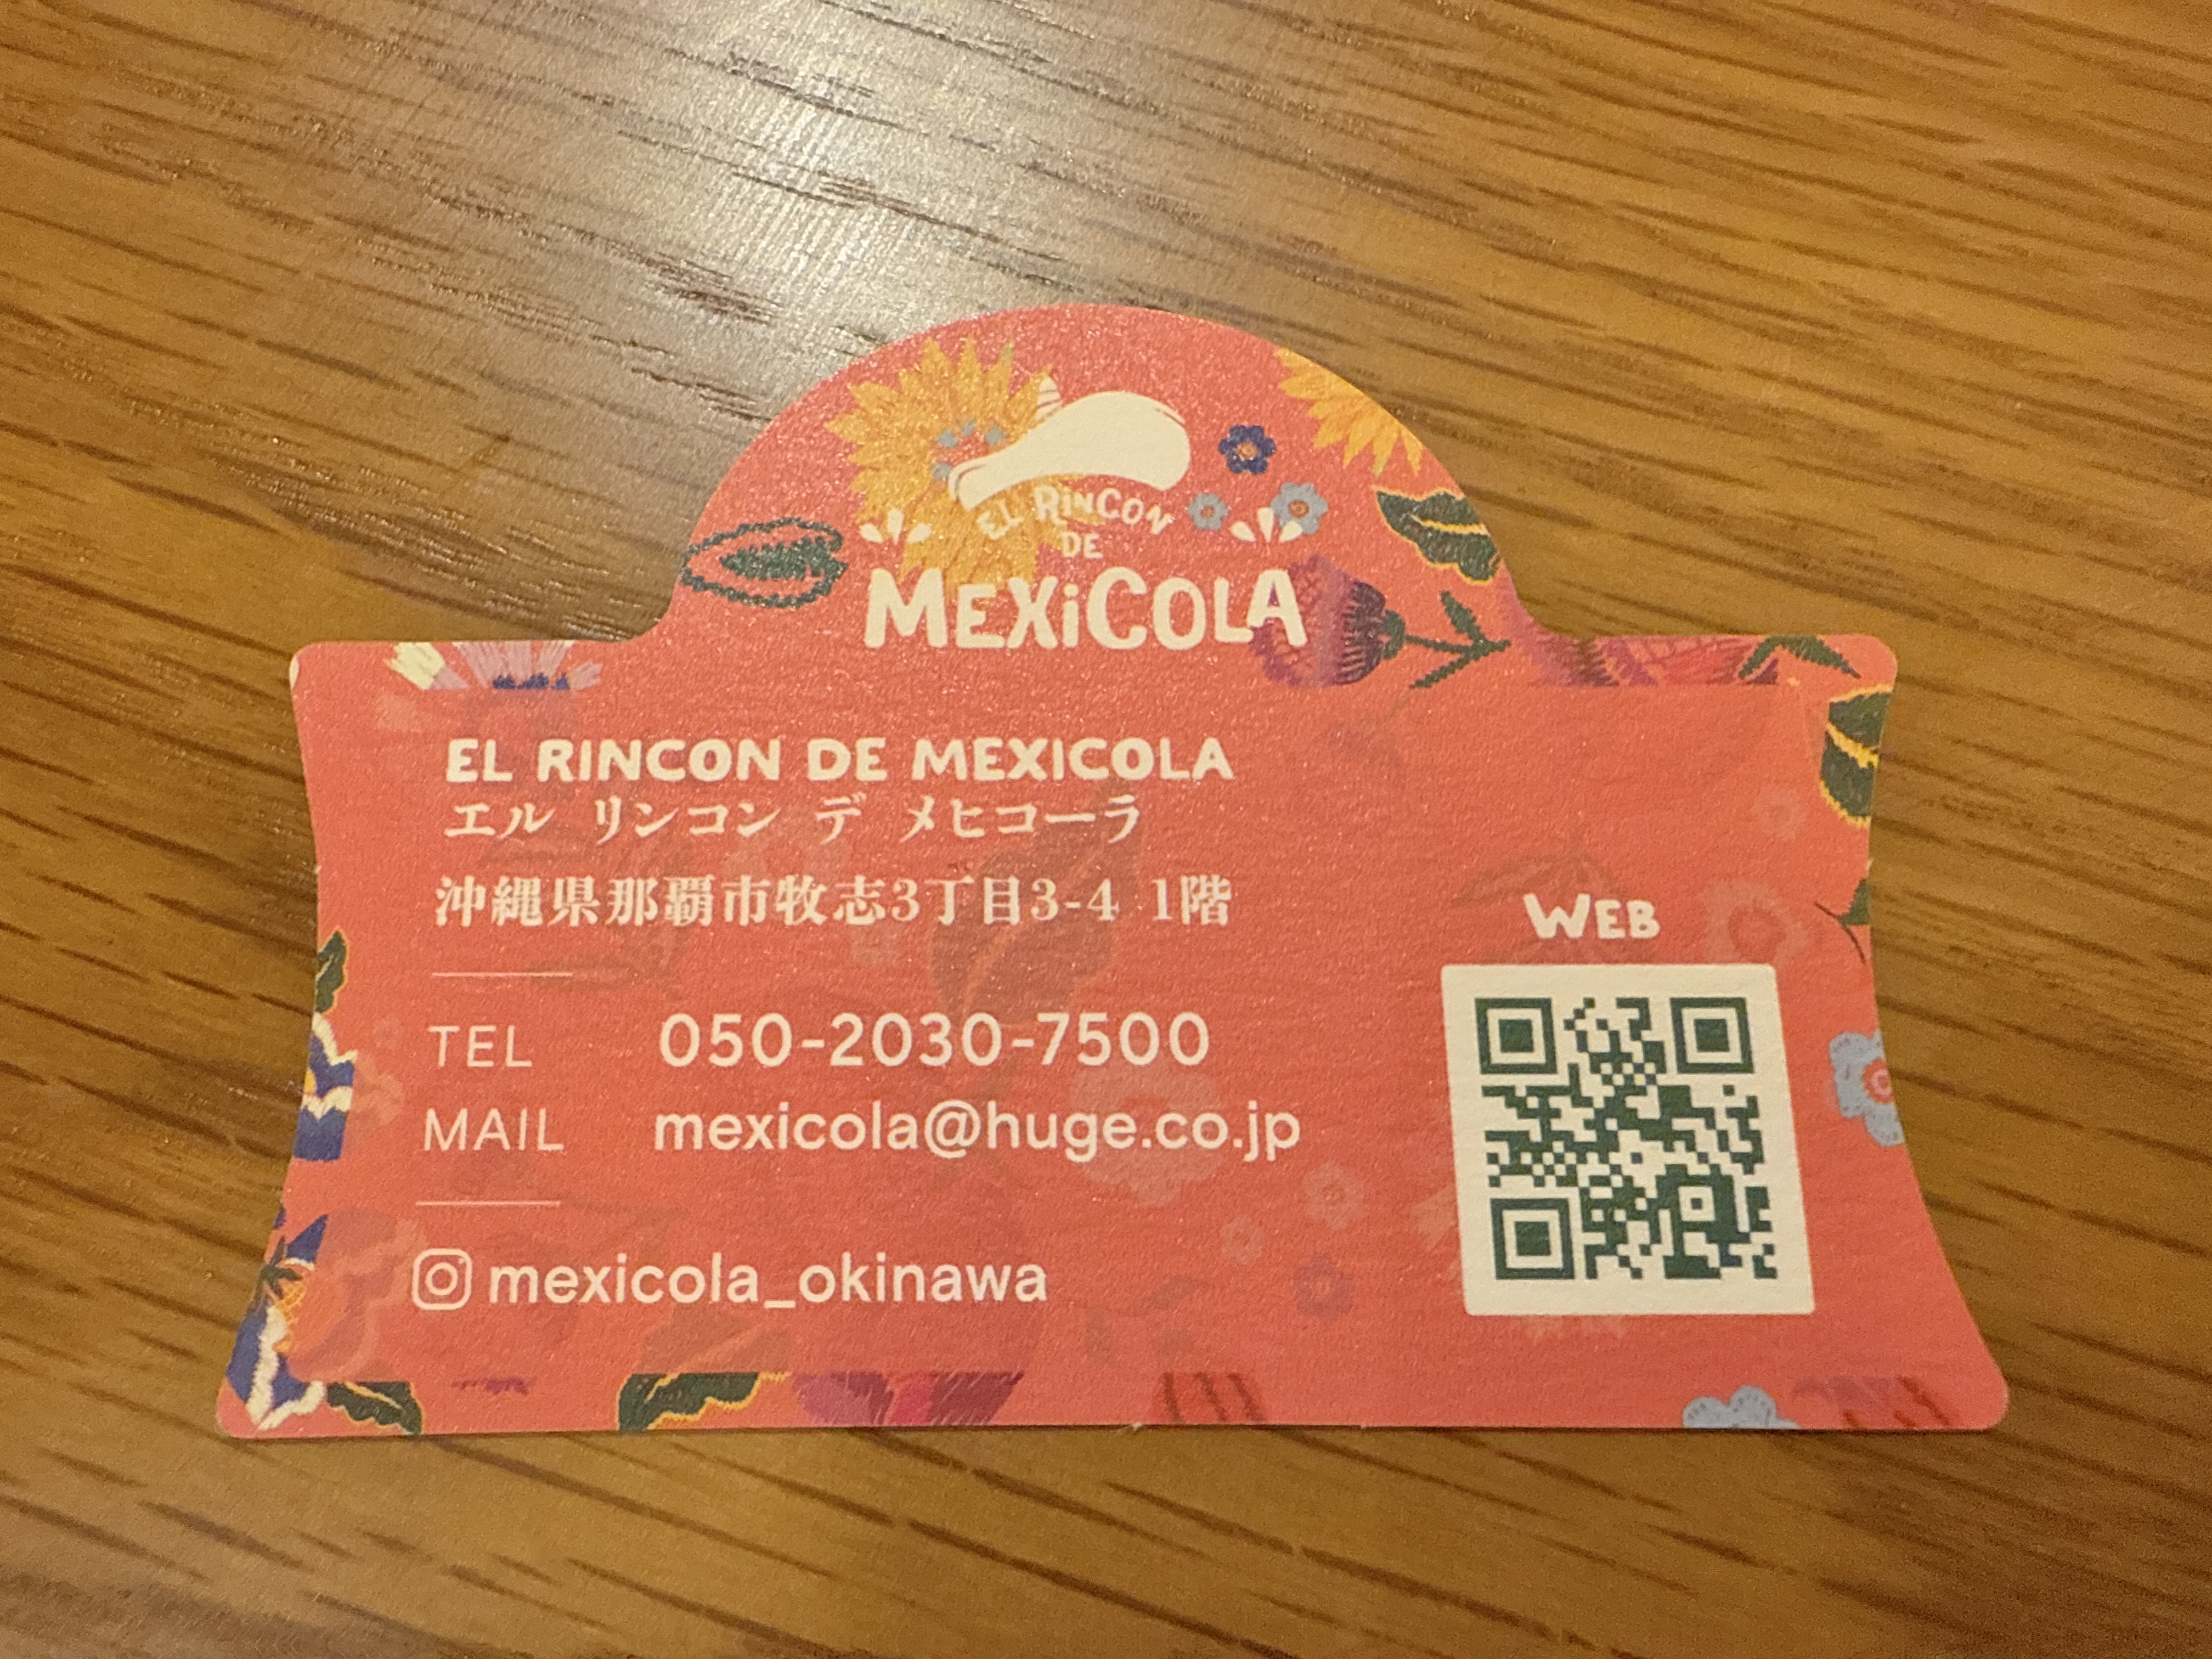 EL RINCON
DE
MEXiCOLA
EL RINCON DE MEXICOLA
エル リンコン デ メヒコーラ
沖縄県那覇市牧志3丁目3-4 1階
TEL 050-2030-7500
MAIL mexicola@huge.co.jp
mexicola_okinawa
WEB